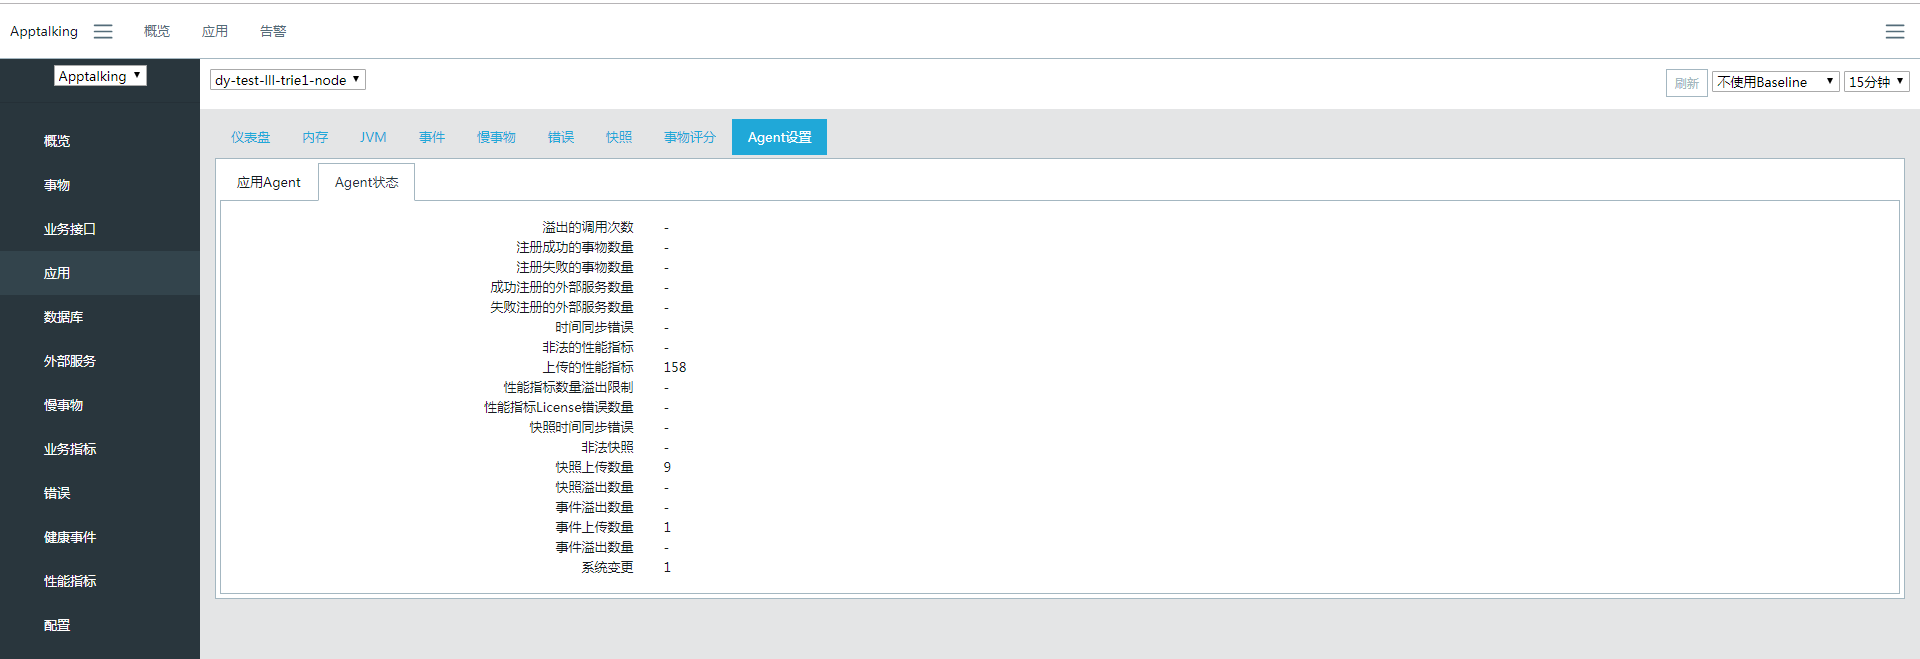 Apptalking 概览 应用 告警
Apptalking
dy-test-lll-trie1-node 刷新 不使用Baseline 15分钟
概览
事物
业务接口
应用
数据库
外部服务
慢事物
业务指标
错误
健康事件
性能指标
配置
仪表盘 内存 JVM 事件 慢事物 错误 快照 事物评分 Agent设置
应用Agent Agent状态
溢出的调用次数 -
注册成功的事物数量 -
注册失败的事物数量 -
成功注册的外部服务数量 -
失败注册的外部服务数量 -
时间同步错误 -
非法的性能指标 -
上传的性能指标 158
性能指标数量溢出限制 -
性能指标License错误数量 -
快照时间同步错误 -
非法快照 -
快照上传数量 9
快照溢出数量 -
事件溢出数量 -
事件上传数量 1
事件溢出数量 -
系统变更 1